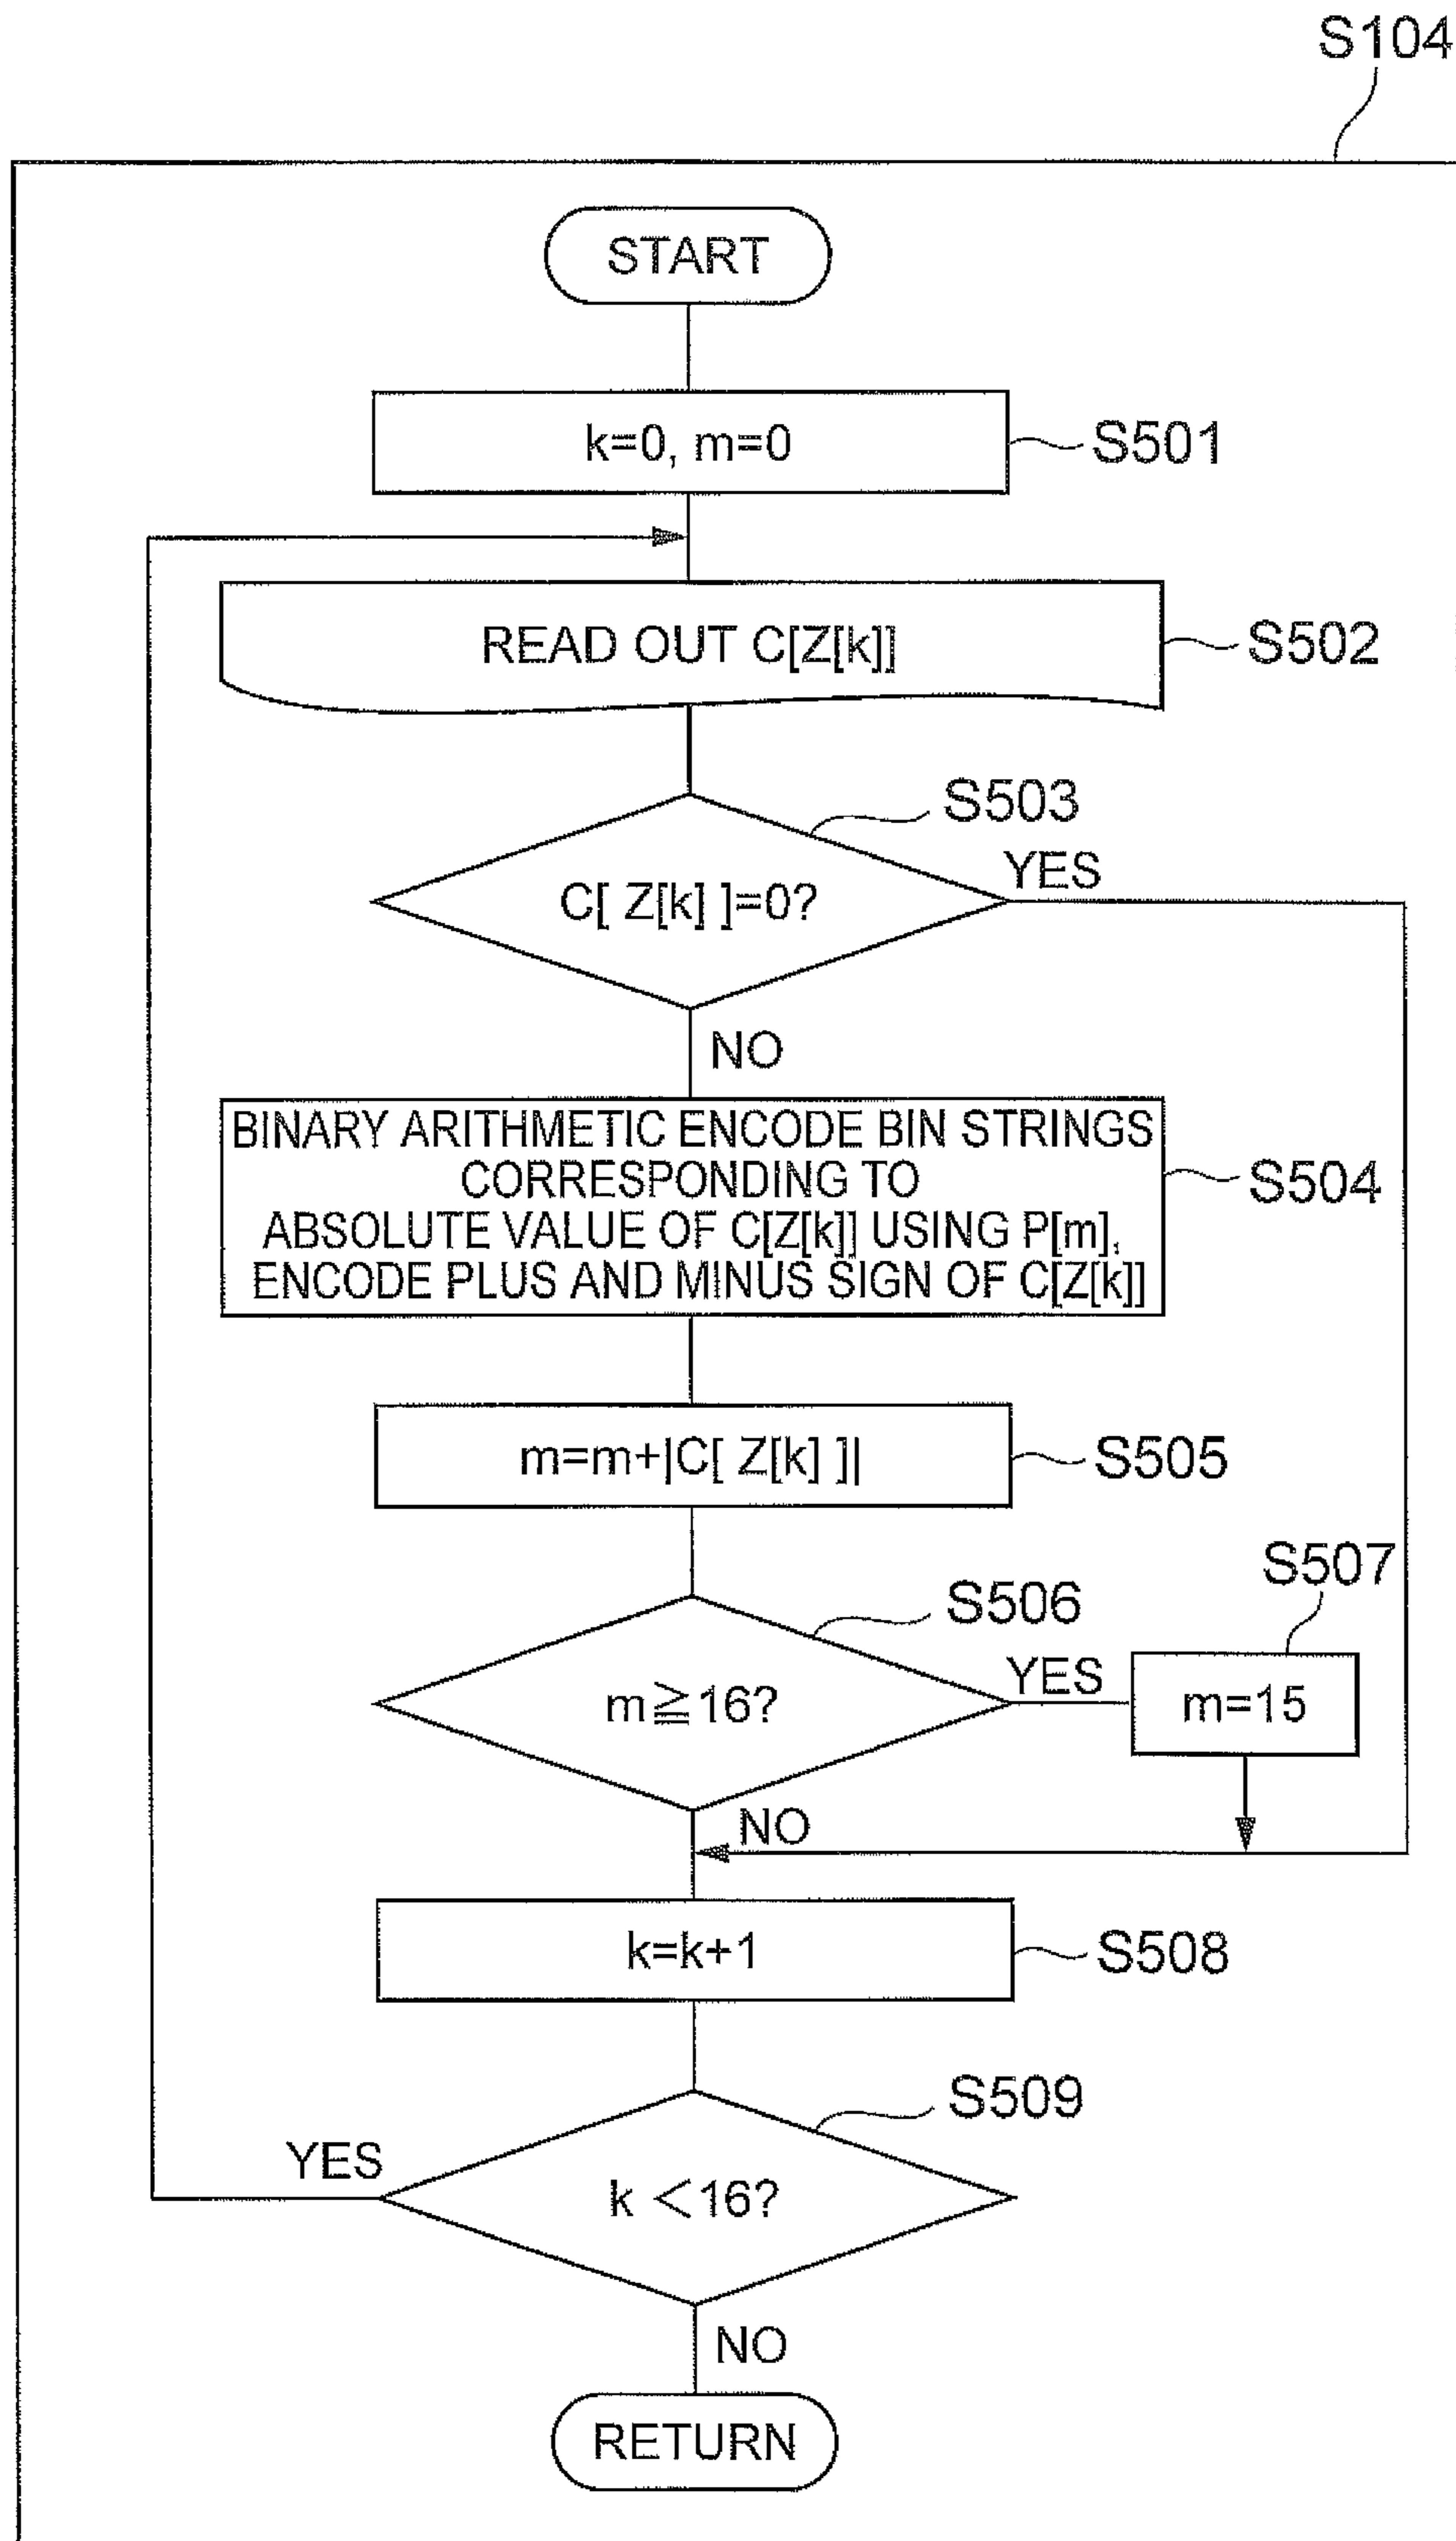 S104
START
k=0, m=0
S501
READ OUT C[Z[k]]
S502
S503
C[ Z[k] ]=0?
YES
NO
BINARY ARITHMETIC ENCODE BIN STRINGS
CORRESPONDING TO
ABSOLUTE VALUE OF C[Z[k]] USING P[m],
ENCODE PLUS AND MINUS SIGN OF C[Z[k]]
S504
m=m+|C[ Z[k] ]|
S505
S506
S507
m≧16?
YES
m=15
NO
k=k+1
S508
S509
YES
k <16?
NO
RETURN